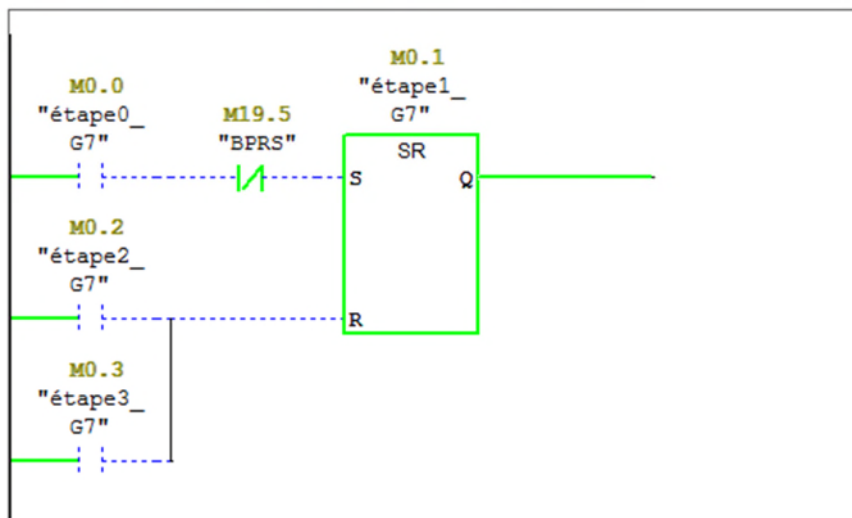 M0.1
"étape1_
G7"
M0.0
"étape0_
G7"
M19.5
"BPRS"
SR
S
Q
M0.2
"étape2_
G7"
R
M0.3
"étape3_
G7"